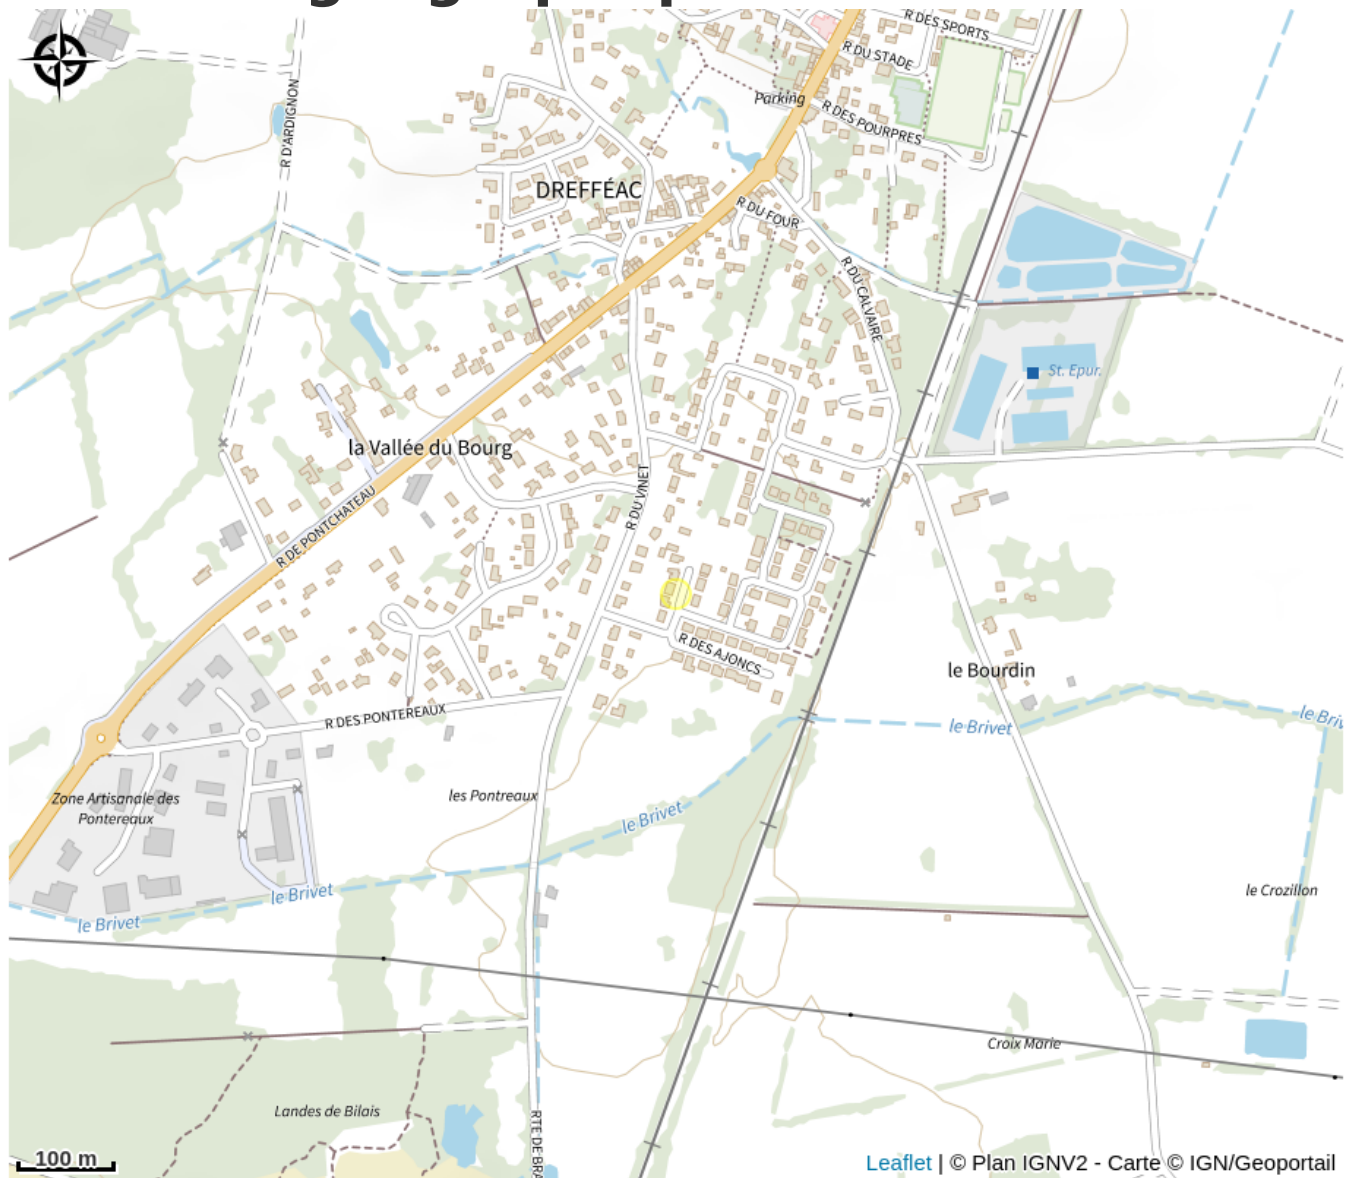 R DES SPORTS
R DU STADE
Parking
R DES POURPRES
R D'ARDIGNON
DREFFÉAC
R DU FOUR
R DU CALVAIRE
St. Epur.
la Vallée du Bourg
R DU VINET
R DE PONTCHATEAU
R DES AJONCS
le Bourdin
R DES PONTEREAUX
le Brivet
le Briv
Zone Artisanale des
Pontereaux
les Pontreaux
le Brivet
le Brivet
le Brivet
le Crozillon
Croix Marie
Landes de Bilais
RTE DE BRA
100 m
Leaflet | © Plan IGNV2 - Carte © IGN/Geoportail